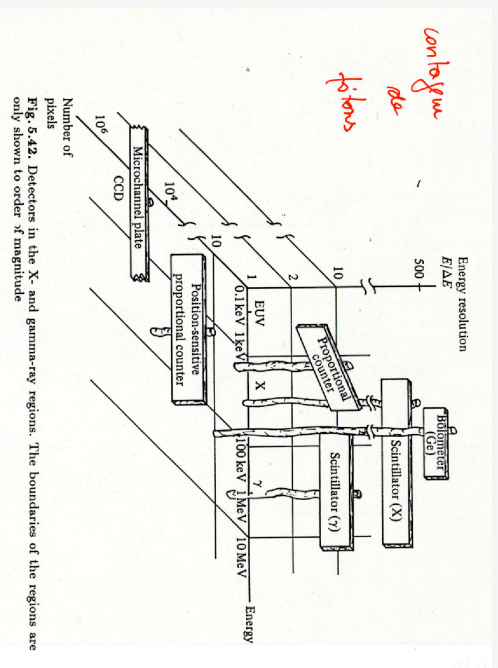 contagem
de
fótons
Energy resolution
E/ΔE
500
10
2
1
Bolometer
(Ge)
Scintillator (X)
Proportional
counter
Scintillator (γ)
EUV
X
γ
0.1 keV
1 keV
100 keV
1 MeV
10 MeV
Energy
10
10⁴
10⁶
Position-sensitive
proportional counter
Microchannel plate
CCD
Number of
pixels
Fig. 5.42. Detectors in the X- and gamma-ray regions. The boundaries of the regions are
only shown to order of magnitude